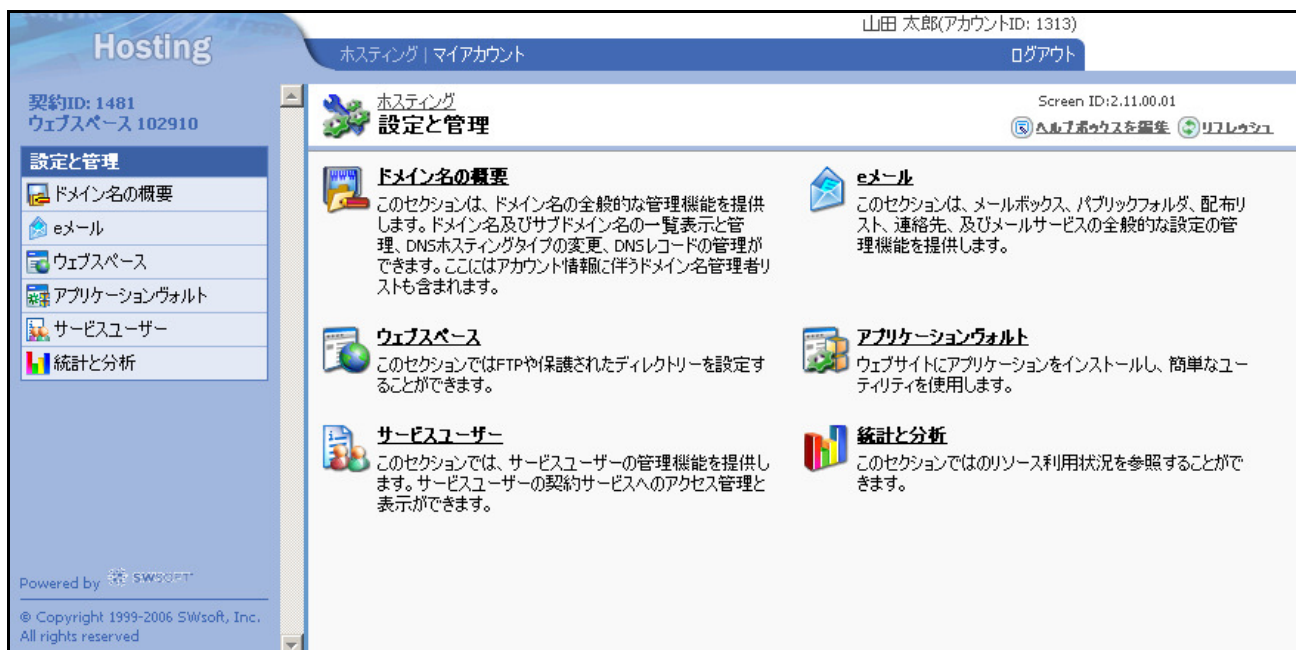 山田 太郎(アカウントID: 1313)
Hosting
ホスティング | マイアカウント
ログアウト
契約ID: 1481
ウェブスペース 102910
設定と管理
ドメイン名の概要
eメール
ウェブスペース
アプリケーションヴォルト
サービスユーザー
統計と分析
Powered by SWSOFT
© Copyright 1999-2006 SWsoft, Inc.
All rights reserved
ホスティング
設定と管理
Screen ID:2.11.00.01
ヘルプボックスを編集 リフレッシュ
ドメイン名の概要
このセクションは、ドメイン名の全般的な管理機能を提供
します。ドメイン名及びサブドメイン名の一覧表示と管
理、DNSホスティングタイプの変更、DNSレコードの管理が
できます。ここにはアカウント情報に伴うドメイン名管理者リ
ストも含まれます。
eメール
このセクションは、メールボックス、パブリックフォルダ、配布リ
スト、連絡先、及びメールサービスの全般的な設定の管
理機能を提供します。
ウェブスペース
このセクションではFTPや保護されたディレクトリーを設定す
ることができます。
アプリケーションヴォルト
ウェブサイトにアプリケーションをインストールし、簡単なユー
ティリティを使用します。
サービスユーザー
このセクションでは、サービスユーザーの管理機能を提供し
ます。サービスユーザーの契約サービスへのアクセス管理と
表示ができます。
統計と分析
このセクションではのリソース利用状況を参照することがで
きます。